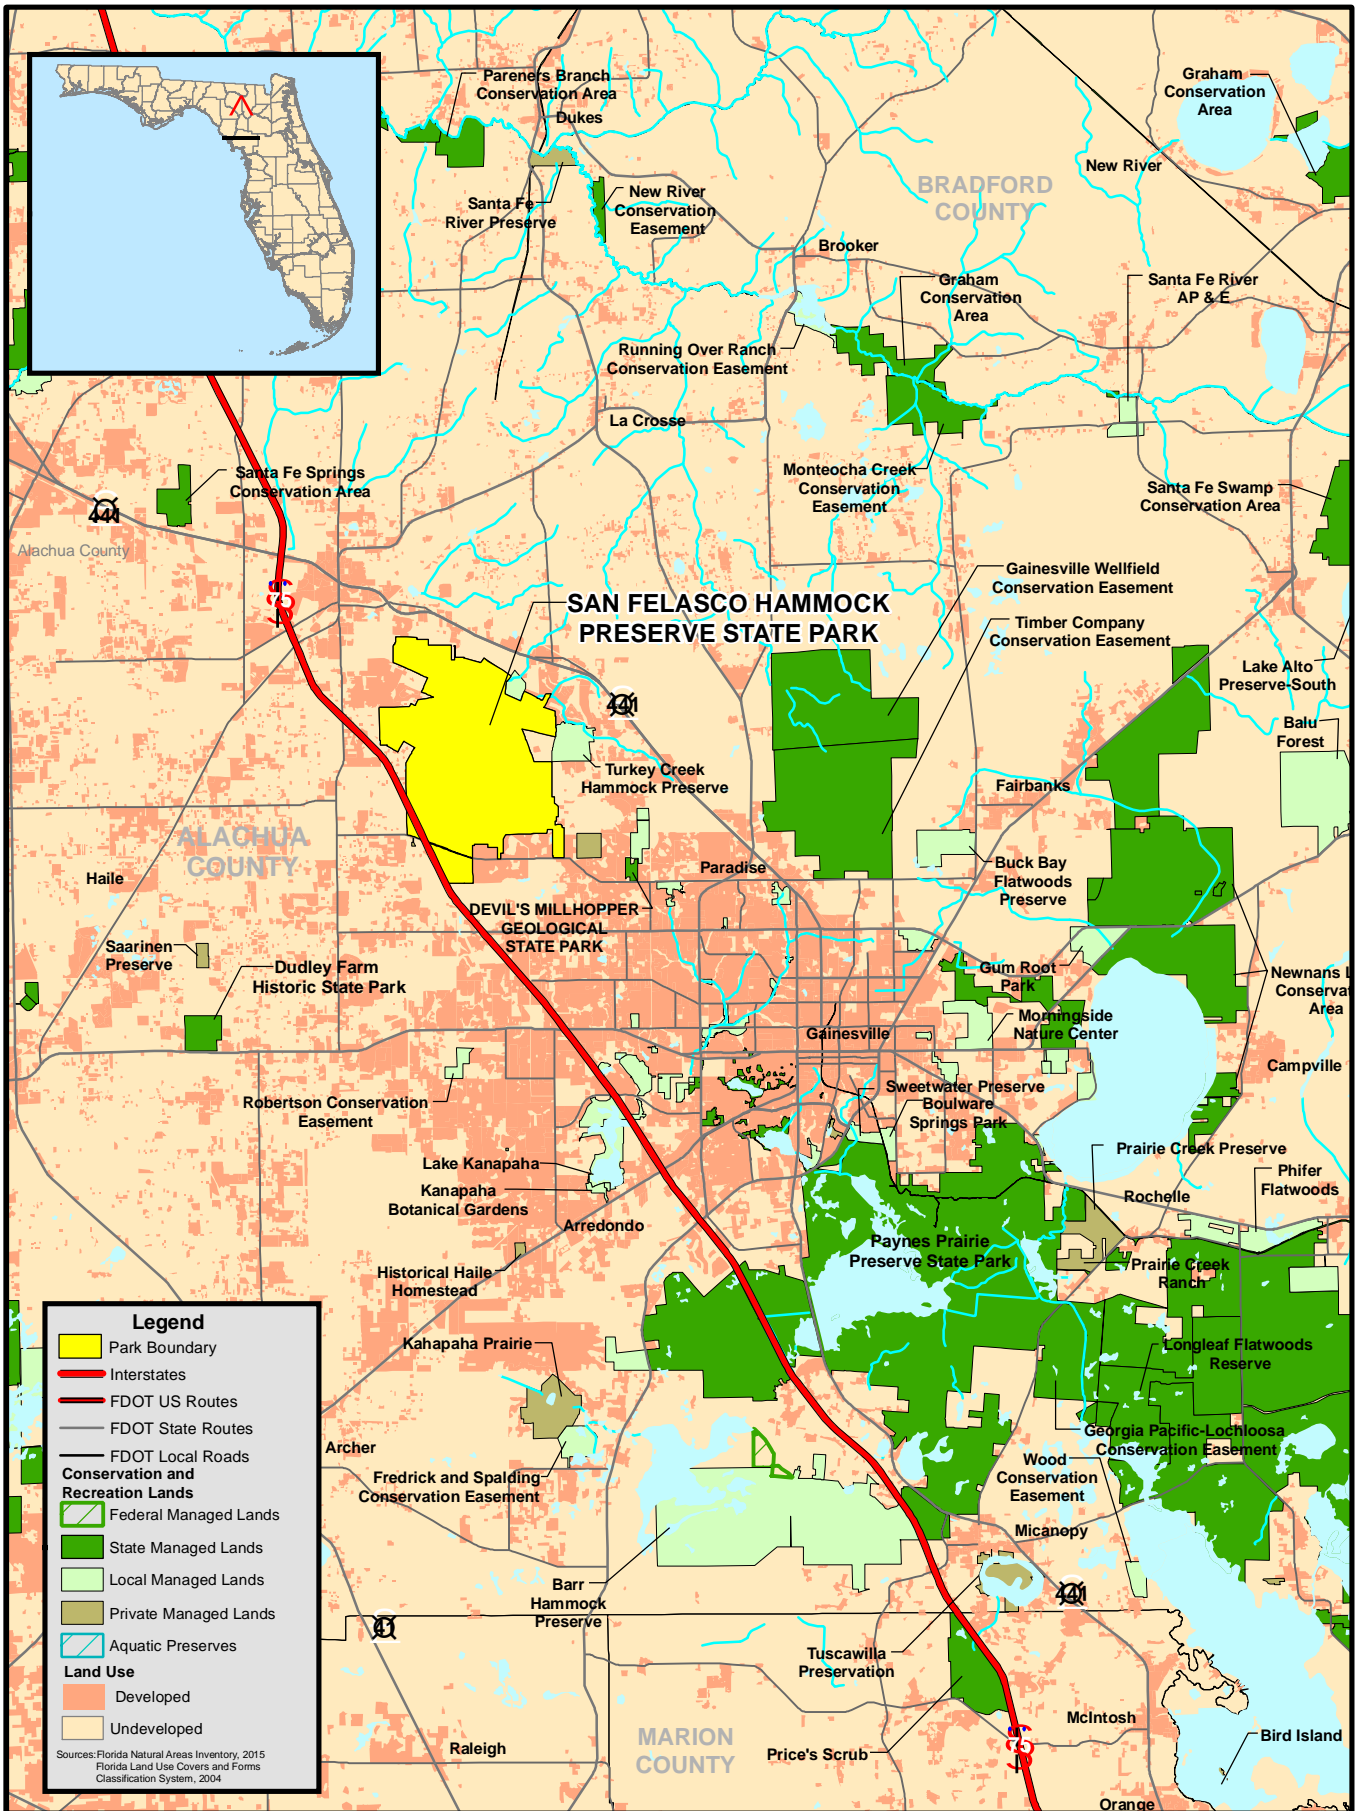 Pareners Branch
Conservation Area
Dukes
Graham
Conservation
Area
New River
BRADFORD
COUNTY
Santa Fe
River Preserve
New River
Conservation
Easement
Brooker
Graham
Conservation
Area
Santa Fe River
AP & E
Running Over Ranch
Conservation Easement
La Crosse
Monteocha Creek
Conservation
Easement
Santa Fe Swamp
Conservation Area
Santa Fe Springs
Conservation Area
441
Alachua County
75
Gainesville Wellfield
Conservation Easement
SAN FELASCO HAMMOCK
PRESERVE STATE PARK
Timber Company
Conservation Easement
Lake Alto
Preserve-South
441
Balu
Forest
Turkey Creek
Hammock Preserve
Fairbanks
ALACHUA
COUNTY
Haile
Paradise
Buck Bay
Flatwoods
Preserve
DEVIL'S MILLHOPPER
GEOLOGICAL
STATE PARK
Saarinen
Preserve
Dudley Farm
Historic State Park
Gum Root
Park
Newnans L
Conservat
Area
Morningside
Nature Center
Gainesville
Campville
Robertson Conservation
Easement
Sweetwater Preserve
Boulware
Springs Park
Lake Kanapaha
Kanapaha
Botanical Gardens
Prairie Creek Preserve
Phifer
Flatwoods
Rochelle
Arredondo
Paynes Prairie
Preserve State Park
Prairie Creek
Ranch
Historical Haile
Homestead
Kahapaha Prairie
Longleaf Flatwoods
Reserve
Georgia Pacific-Lochloosa
Conservation Easement
Archer
Fredrick and Spalding
Conservation Easement
Wood
Conservation
Easement
Micanopy
Barr
Hammock
Preserve
441
41
Tuscawilla
Preservation
McIntosh
Bird Island
MARION
COUNTY
Price's Scrub
75
Raleigh
Orange
Legend
Park Boundary
Interstates
FDOT US Routes
FDOT State Routes
FDOT Local Roads
Conservation and
Recreation Lands
Federal Managed Lands
State Managed Lands
Local Managed Lands
Private Managed Lands
Aquatic Preserves
Land Use
Developed
Undeveloped
Sources: Florida Natural Areas Inventory, 2015
Florida Land Use Covers and Forms
Classification System, 2004